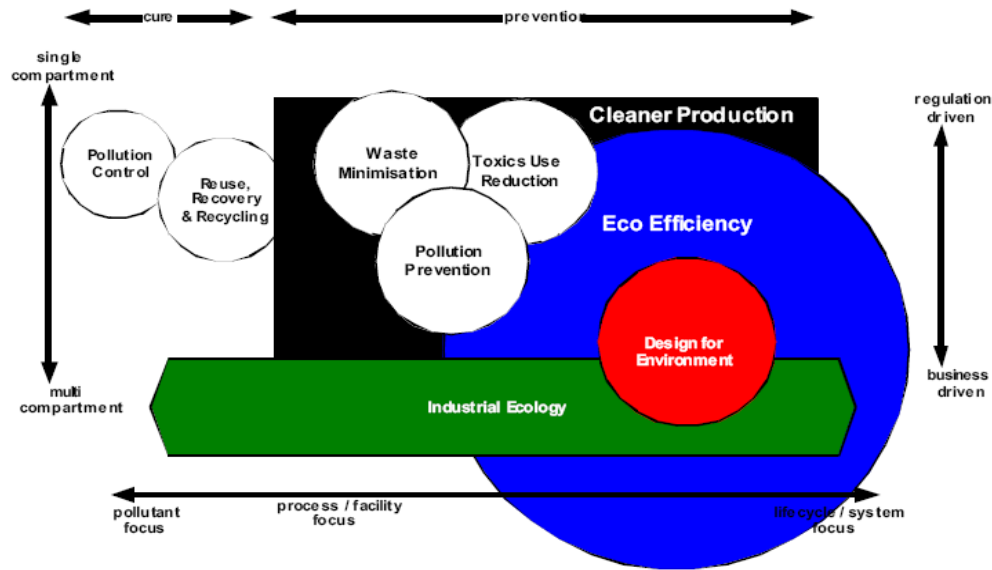 cure
prevention
single
compartment
regulation
driven
Cleaner Production
Pollution
Control
Reuse,
Recovery
& Recycling
Waste
Minimisation
Toxics Use
Reduction
Eco Efficiency
Pollution
Prevention
Design for
Environment
multi
compartment
business
driven
Industrial Ecology
pollutant
focus
process / facility
focus
lifecycle / system
focus